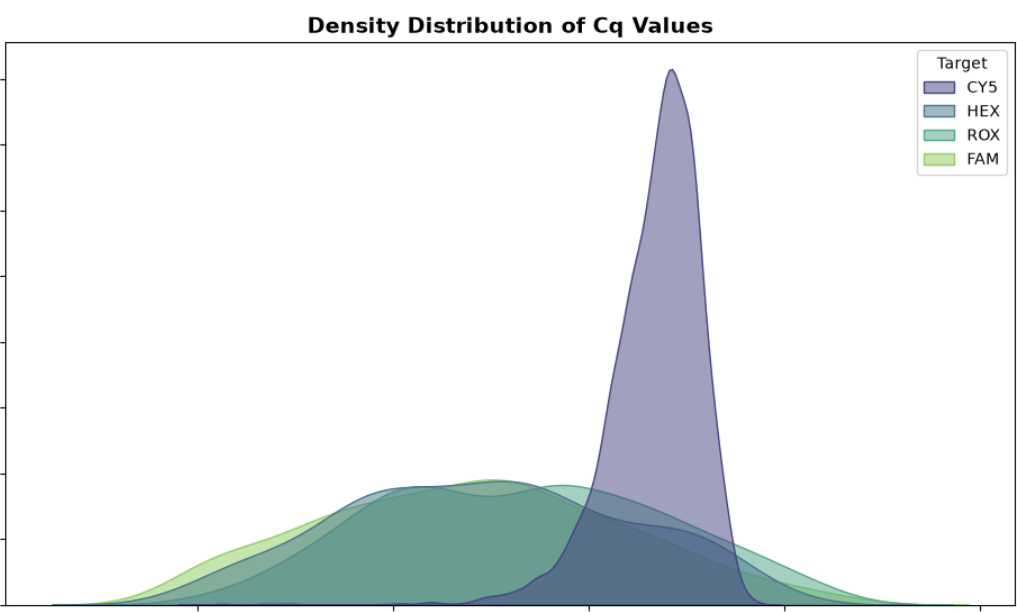 Density Distribution of Cq Values
Target
CY5
HEX
ROX
FAM